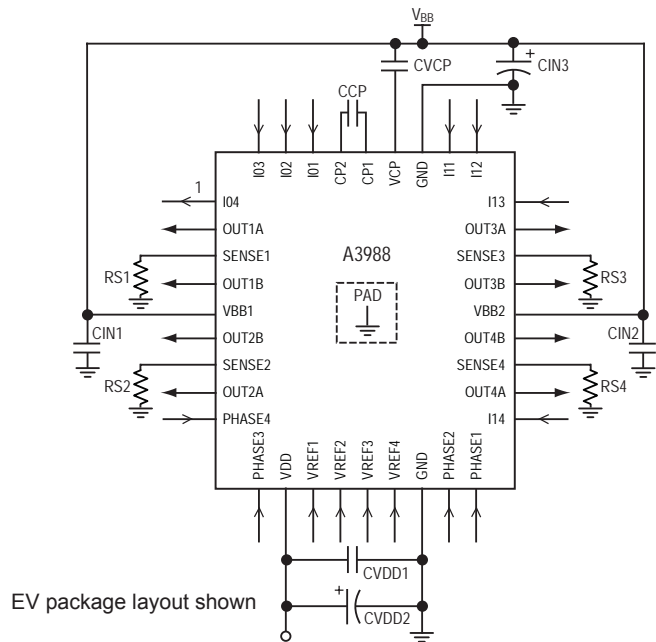 VBB
CVCP
CIN3
+
CCP
I03
I02
I01
CP2
CP1
VCP
GND
I11
I12
1
I04
I13
OUT1A
OUT3A
SENSE1
A3988
SENSE3
RS1
OUT1B
OUT3B
RS3
PAD
VBB1
VBB2
CIN1
OUT2B
OUT4B
CIN2
SENSE2
SENSE4
RS2
OUT2A
OUT4A
RS4
PHASE4
I14
PHASE3
VDD
VREF1
VREF2
VREF3
VREF4
GND
PHASE2
PHASE1
CVDD1
+
CVDD2
EV package layout shown